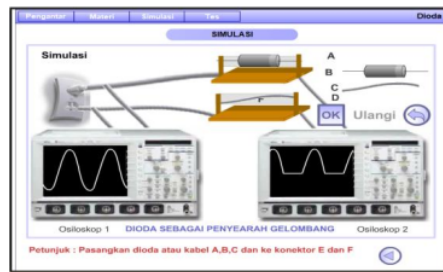 Pengantar Materi Simulasi Tes Dioda
SIMULASI
Simulasi
A
B
C
D
F
OK Ulangi
Osiloskop 1 DIODA SEBAGAI PENYEARAH GELOMBANG Osiloskop 2
Petunjuk : Pasangkan dioda atau kabel A,B,C dan ke konektor E dan F